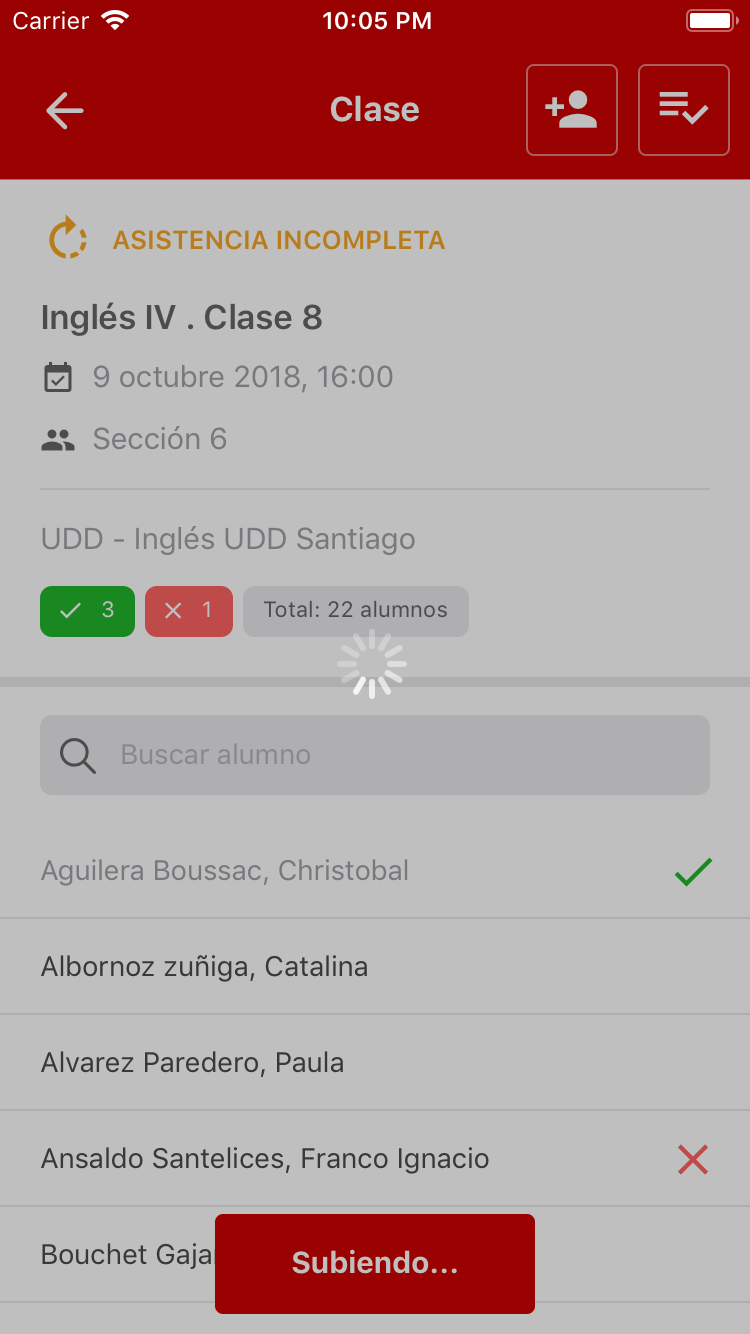 Carrier 10:05 PM
Clase
ASISTENCIA INCOMPLETA
Inglés IV . Clase 8
9 octubre 2018, 16:00
Sección 6
UDD - Inglés UDD Santiago
3 1 Total: 22 alumnos
Buscar alumno
Aguilera Boussac, Christobal
Albornoz zuñiga, Catalina
Alvarez Paredero, Paula
Ansaldo Santelices, Franco Ignacio
Bouchet
Subiendo...